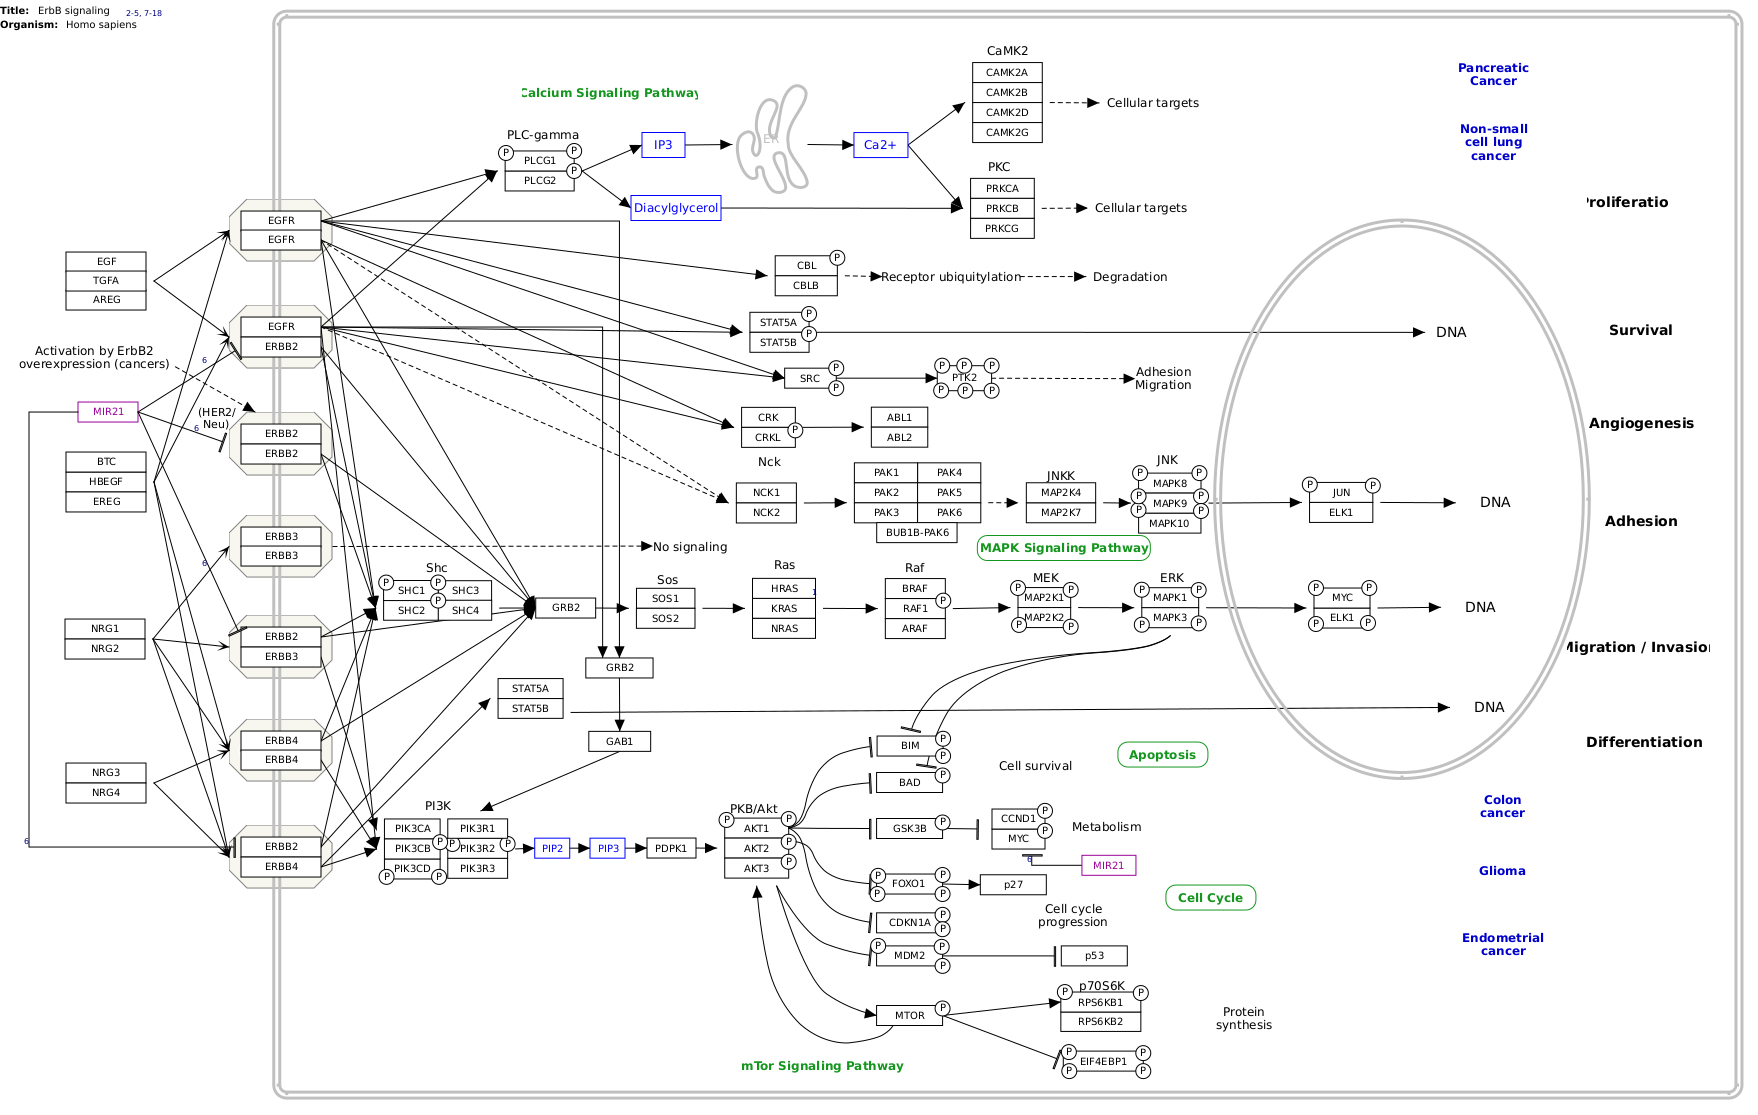 Title: ErbB signaling 2-5, 7-18
Organism: Homo sapiens
EGF
TGFA
AREG
Activation by ErbB2
overexpression (cancers)
6
MIR21
6
(HER2/
Neu)
BTC
HBEGF
EREG
6
NRG1
NRG2
NRG3
NRG4
6
EGFR
EGFR
EGFR
ERBB2
ERBB2
ERBB2
ERBB3
ERBB3
ERBB2
ERBB3
ERBB4
ERBB4
ERBB2
ERBB4
Calcium Signaling Pathway
PLC-gamma
P P
PLCG1
P
PLCG2
IP3
Diacylglycerol
ER
Ca2+
CaMK2
CAMK2A
CAMK2B
CAMK2D
CAMK2G
Cellular targets
PKC
PRKCA
PRKCB
PRKCG
Cellular targets
CBL P
CBLB
Receptor ubiquitylation
Degradation
STAT5A P
STAT5B P
DNA
SRC P P
P P P
PTK2
P P P
Adhesion
Migration
CRK
CRKL P
ABL1
ABL2
Nck
NCK1
NCK2
PAK1 PAK4
PAK2 PAK5
PAK3 PAK6
BUB1B-PAK6
JNKK
MAP2K4
MAP2K7
JNK
P P
MAPK8
P MAPK9 P
P P
MAPK10
P P
JUN
ELK1
DNA
MAPK Signaling Pathway
No signaling
Shc
P P
SHC1 SHC3
P
SHC2 SHC4
GRB2
Sos
SOS1
SOS2
Ras
HRAS 1
KRAS
NRAS
Raf
BRAF
RAF1 P
ARAF
MEK
P P
MAP2K1
MAP2K2
P P
ERK
P P
MAPK1
MAPK3
P P
P P
MYC
ELK1
P P
DNA
GRB2
STAT5A
STAT5B
DNA
GAB1
PI3K
PIK3CA PIK3R1
PIK3CB P P PIK3R2 P
PIK3CD PIK3R3
P P
PIP2
PIP3
PDPK1
PKB/Akt
P P
AKT1
AKT2 P
AKT3 P
BIM P P
BAD P
Cell survival
Apoptosis
GSK3B P
CCND1 P
MYC P
Metabolism
6
MIR21
P P
FOXO1
P P
p27
Cell Cycle
CDKN1A P P
Cell cycle
progression
P P
MDM2
P
p53
MTOR P
p70S6K
P P
RPS6KB1
RPS6KB2
Protein
synthesis
P P
EIF4EBP1
P P
mTor Signaling Pathway
Pancreatic
Cancer
Non-small
cell lung
cancer
Proliferatio
Survival
Angiogenesis
Adhesion
Migration / Invasion
Differentiation
Colon
cancer
Glioma
Endometrial
cancer